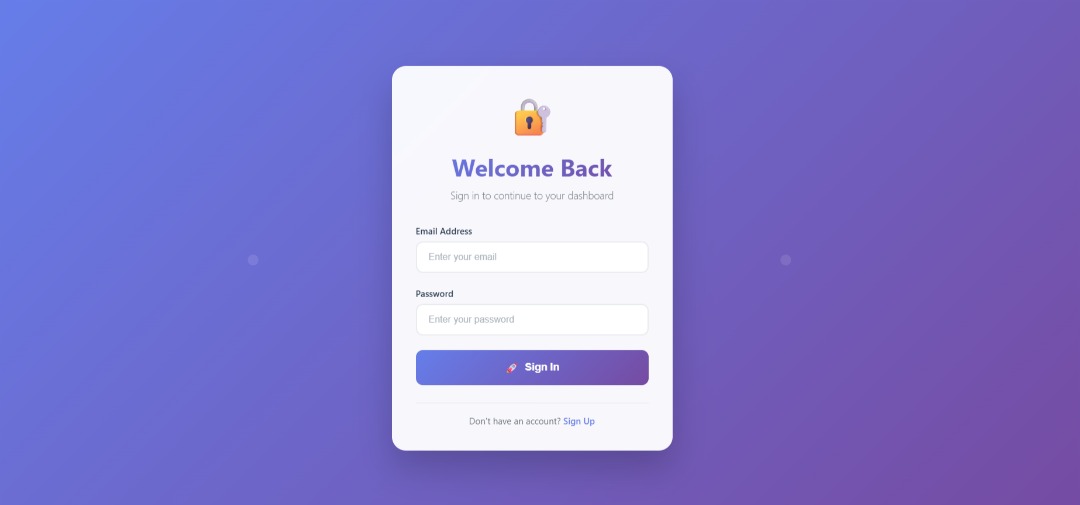 Welcome Back
Sign in to continue to your dashboard
Email Address
Enter your email
Password
Enter your password
Sign In
Don't have an account? Sign Up